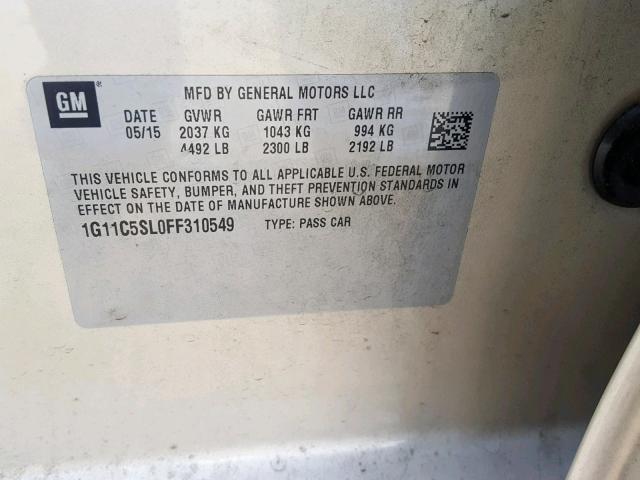 GM
MFD BY GENERAL MOTORS LLC
DATE GVWR GAWR FRT GAWR RR
05/15 2037 KG 1043 KG 994 KG
4492 LB 2300 LB 2192 LB
THIS VEHICLE CONFORMS TO ALL APPLICABLE U.S. FEDERAL MOTOR
VEHICLE SAFETY, BUMPER, AND THEFT PREVENTION STANDARDS IN
EFFECT ON THE DATE OF MANUFACTURE SHOWN ABOVE.
1G11C5SL0FF310549 TYPE: PASS CAR